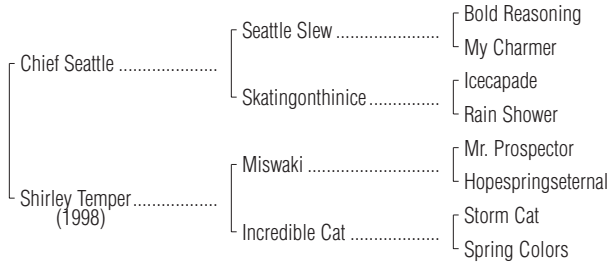 Bold Reasoning
Seattle Slew ....................
My Charmer
Chief Seattle ...................
Icecapade
Skatingonthinice..............
Rain Shower
Mr. Prospector
Miswaki .........................
Hopespringseternal
Shirley Temper................
(1998)
Storm Cat
Incredible Cat .................
Spring Colors